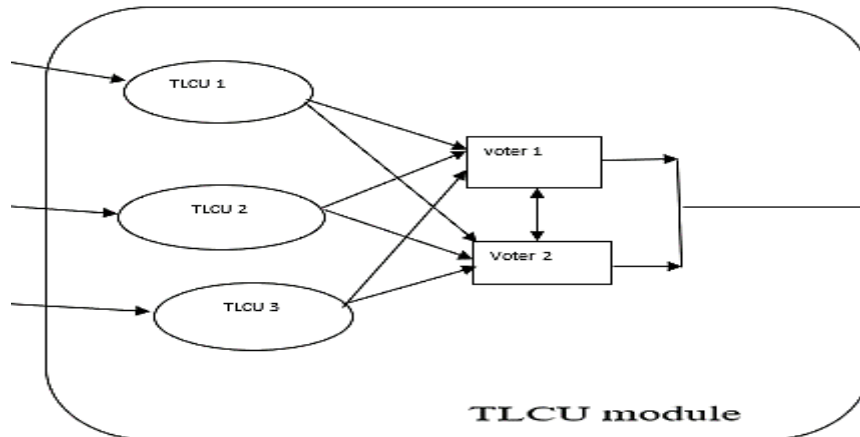 TLCU 1
voter 1
TLCU 2
Voter 2
TLCU 3
TLCU module